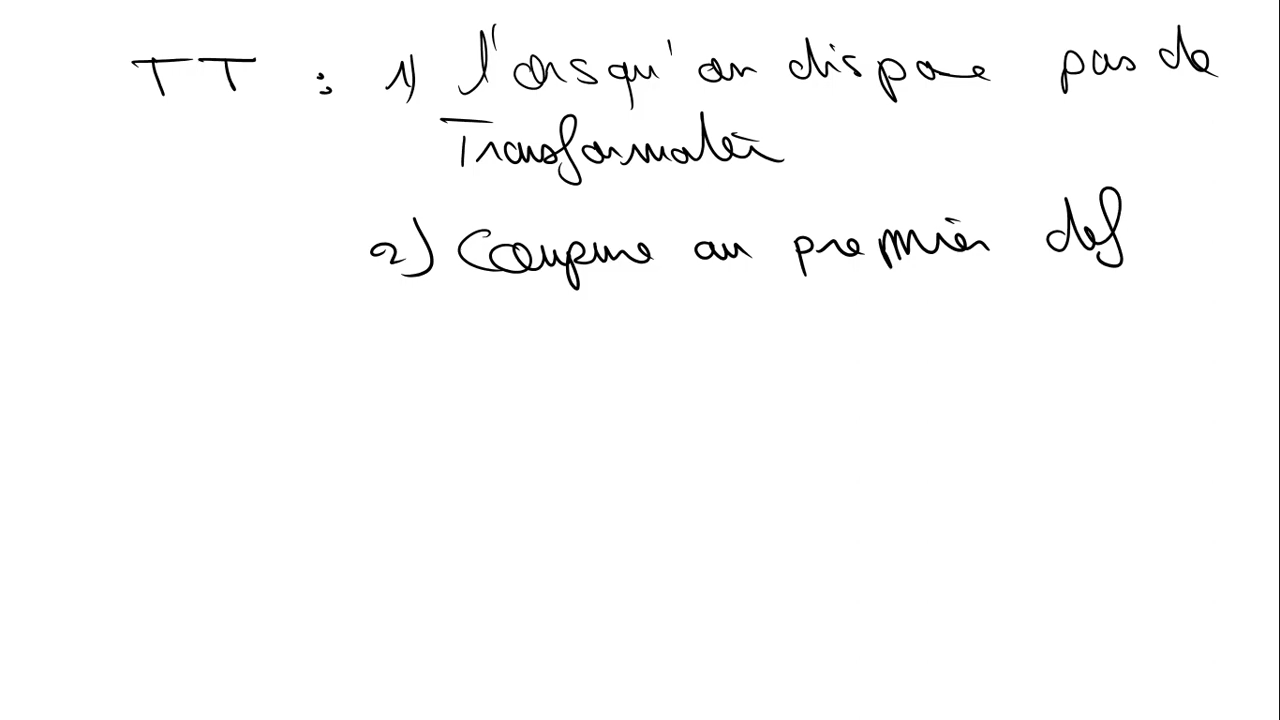 TT : 1) lorsqu'on dispose pas de
Transformateur
2) Coupure au premier def